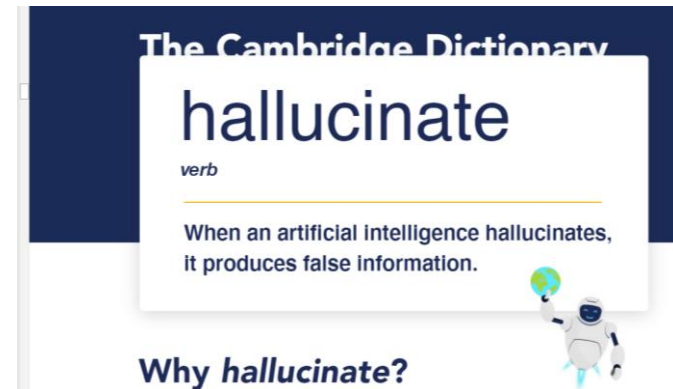 The Cambridge Dictionary
hallucinate
verb
When an artificial intelligence hallucinates,
it produces false information.
Why hallucinate?